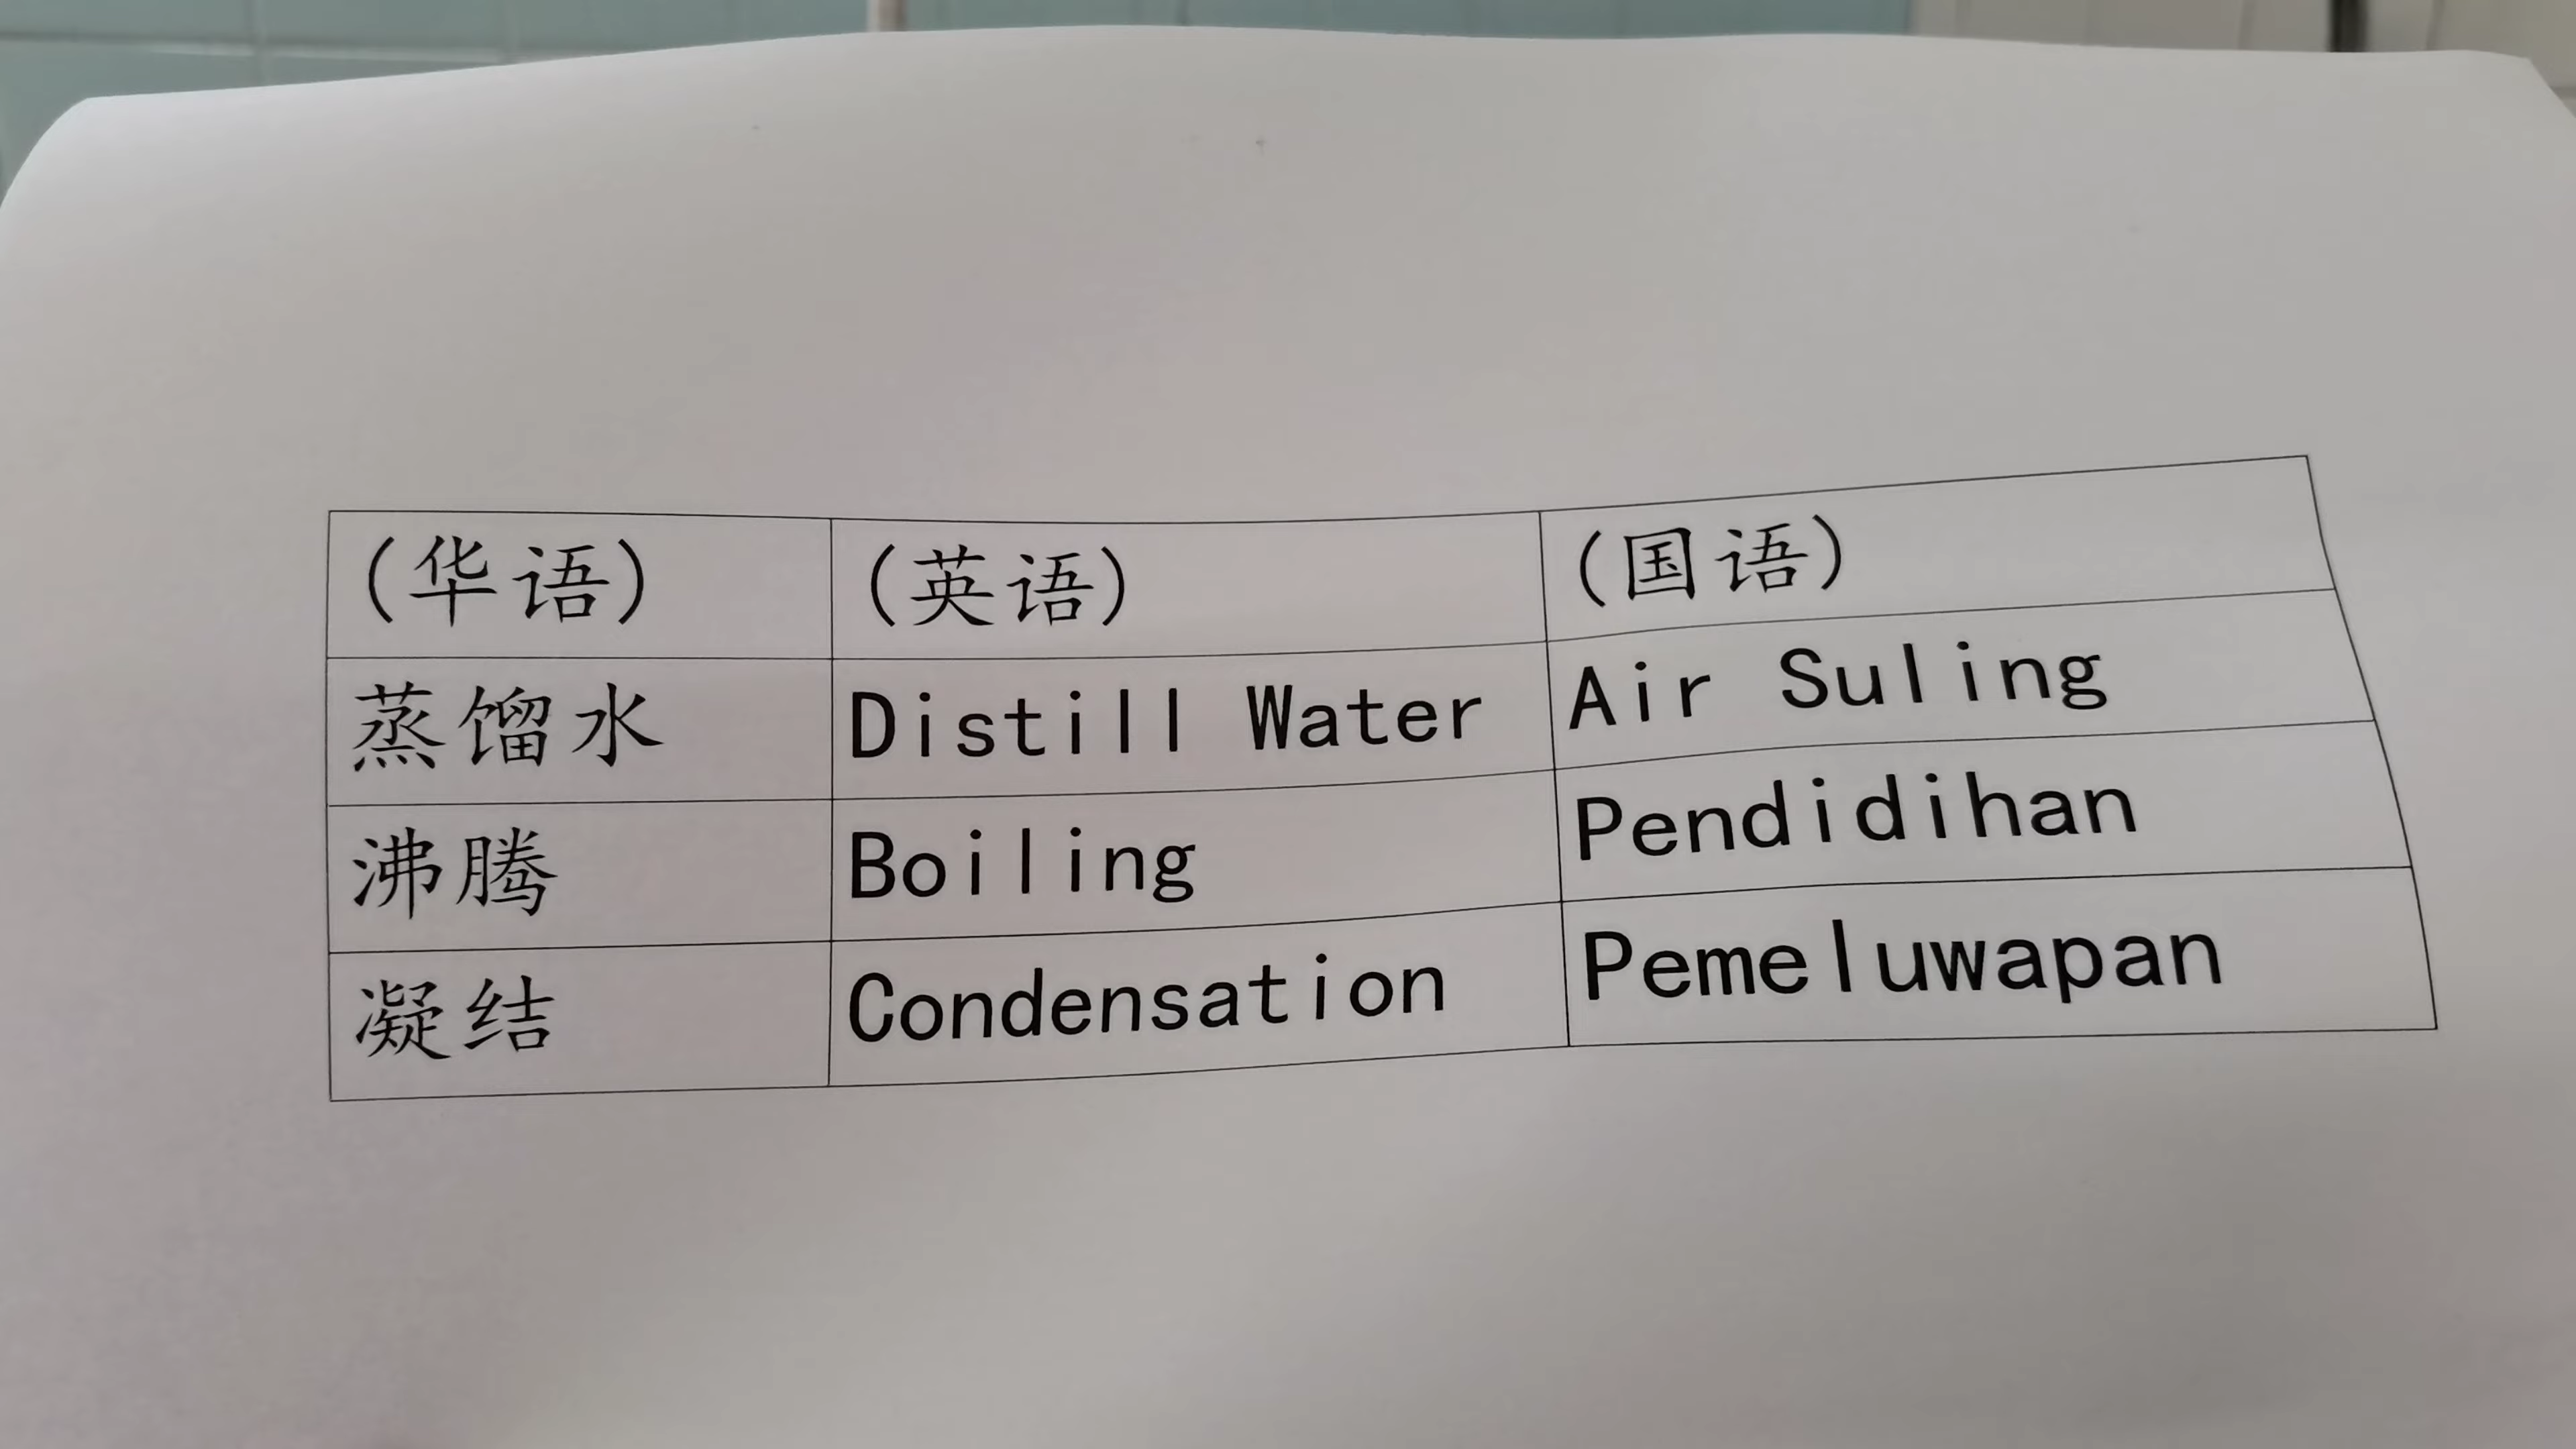 (华语) (英语) (国语)
蒸馏水 Distill Water Air Suling
沸腾 Boiling Pendidihan
凝结 Condensation Pemeluwapan